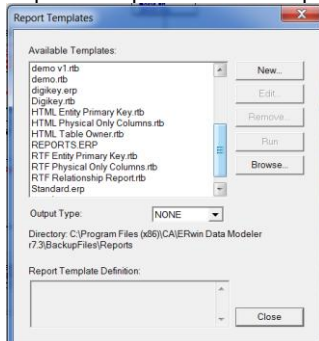 Report Templates
Available Templates:
demo v1.rtb
demo.rtb
digikey.erp
Digikey.rtb
HTML Entity Primary Key.rtb
HTML Physical Only Columns.rtb
HTML Table Owner.rtb
REPORTS.ERP
RTF Entity Primary Key.rtb
RTF Physical Only Columns.rtb
RTF Relationship Report.rtb
Standard.erp
New...
Edit...
Remove...
Run
Browse...
Output Type: NONE
Directory: C:\Program Files (x86)\CA\ERwin Data Modeler
r7.3\BackupFiles\Reports
Report Template Definition:
Close